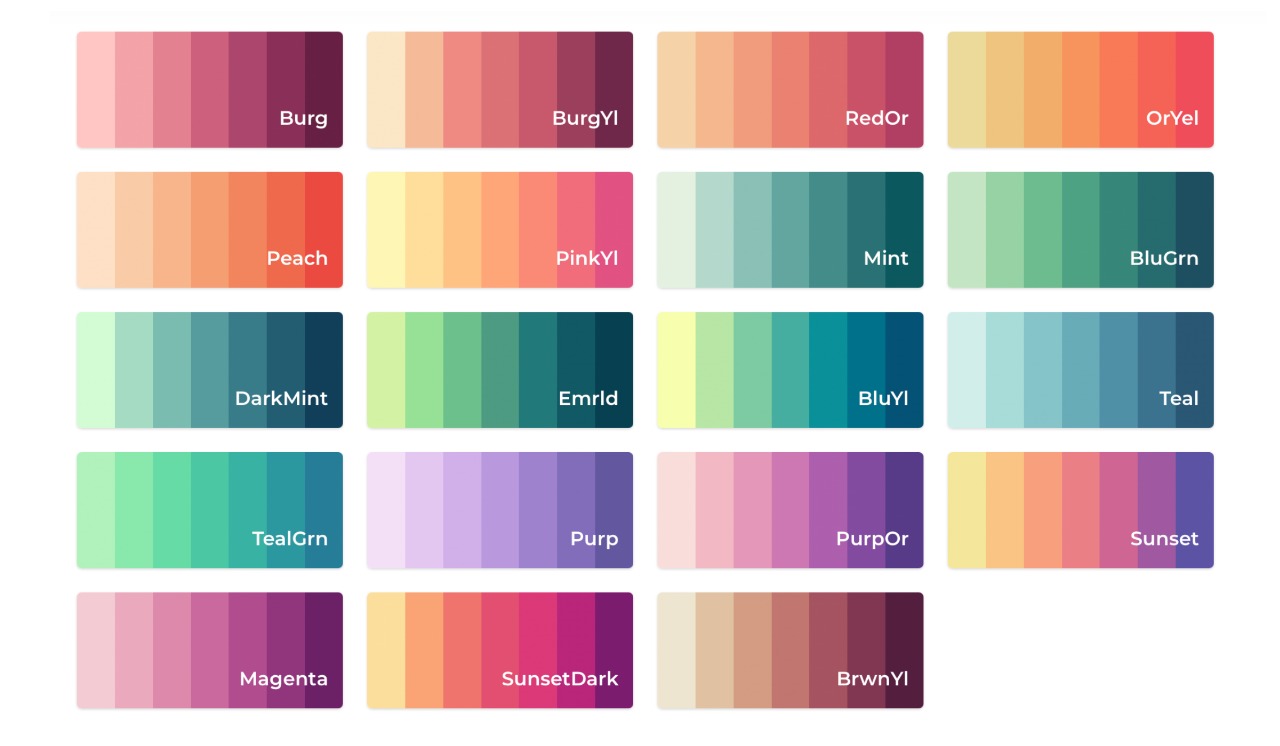 Burg
BurgYl
RedOr
OrYel
Peach
PinkYl
Mint
BluGrn
DarkMint
Emrld
BluYl
Teal
TealGrn
Purp
PurpOr
Sunset
Magenta
SunsetDark
BrwnYl